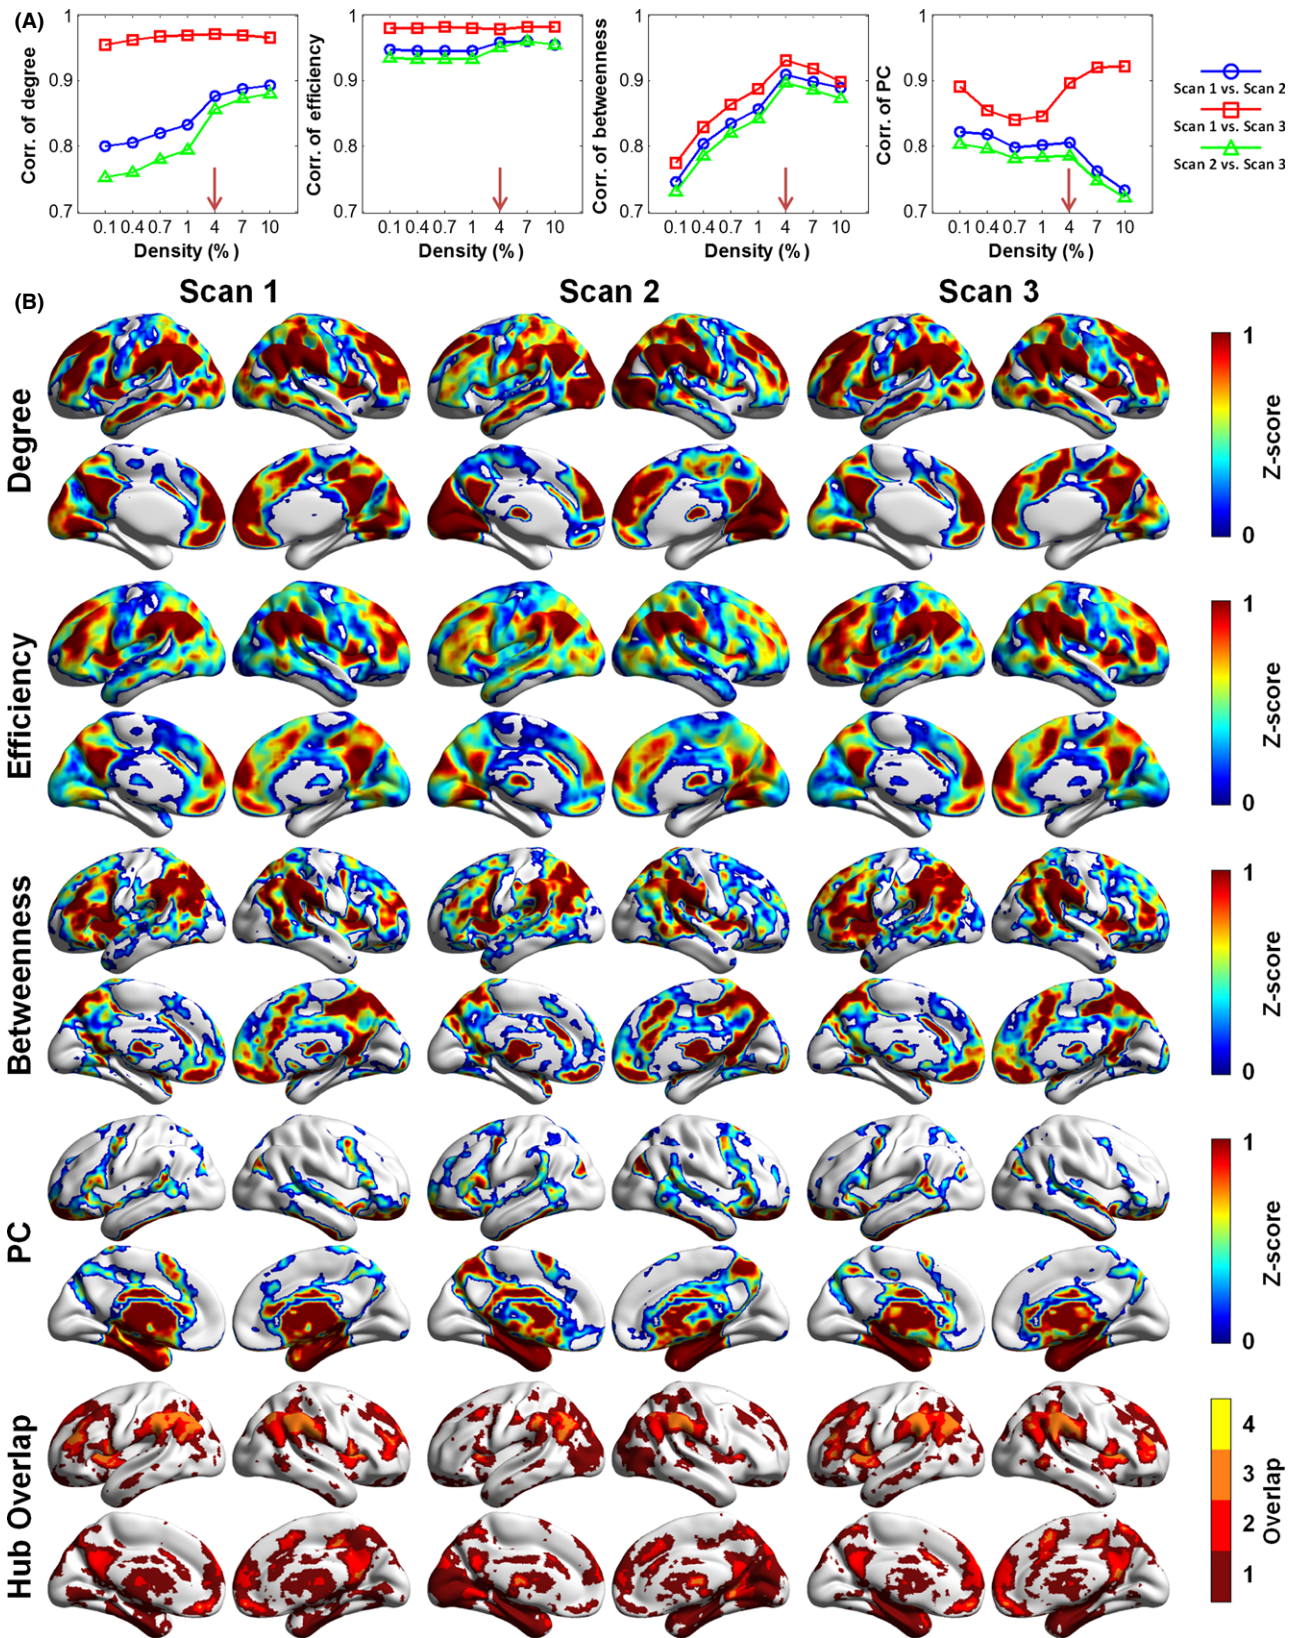 (A)
Corr. of degree
1
0.9
0.8
0.7
0.1 0.4 0.7 1 4 7 10
Density (%)
Corr. of efficiency
1
0.9
0.8
0.7
0.1 0.4 0.7 1 4 7 10
Density (%)
Corr. of betweenness
1
0.9
0.8
0.7
0.1 0.4 0.7 1 4 7 10
Density (%)
Corr. of PC
1
0.9
0.8
0.7
0.1 0.4 0.7 1 4 7 10
Density (%)
Scan 1 vs. Scan 2
Scan 1 vs. Scan 3
Scan 2 vs. Scan 3
(B)
Scan 1 Scan 2 Scan 3
Degree
1
Z-score
0
Efficiency
1
Z-score
0
Betweenness
1
Z-score
0
PC
1
Z-score
0
Hub Overlap
4
3
2
1
Overlap